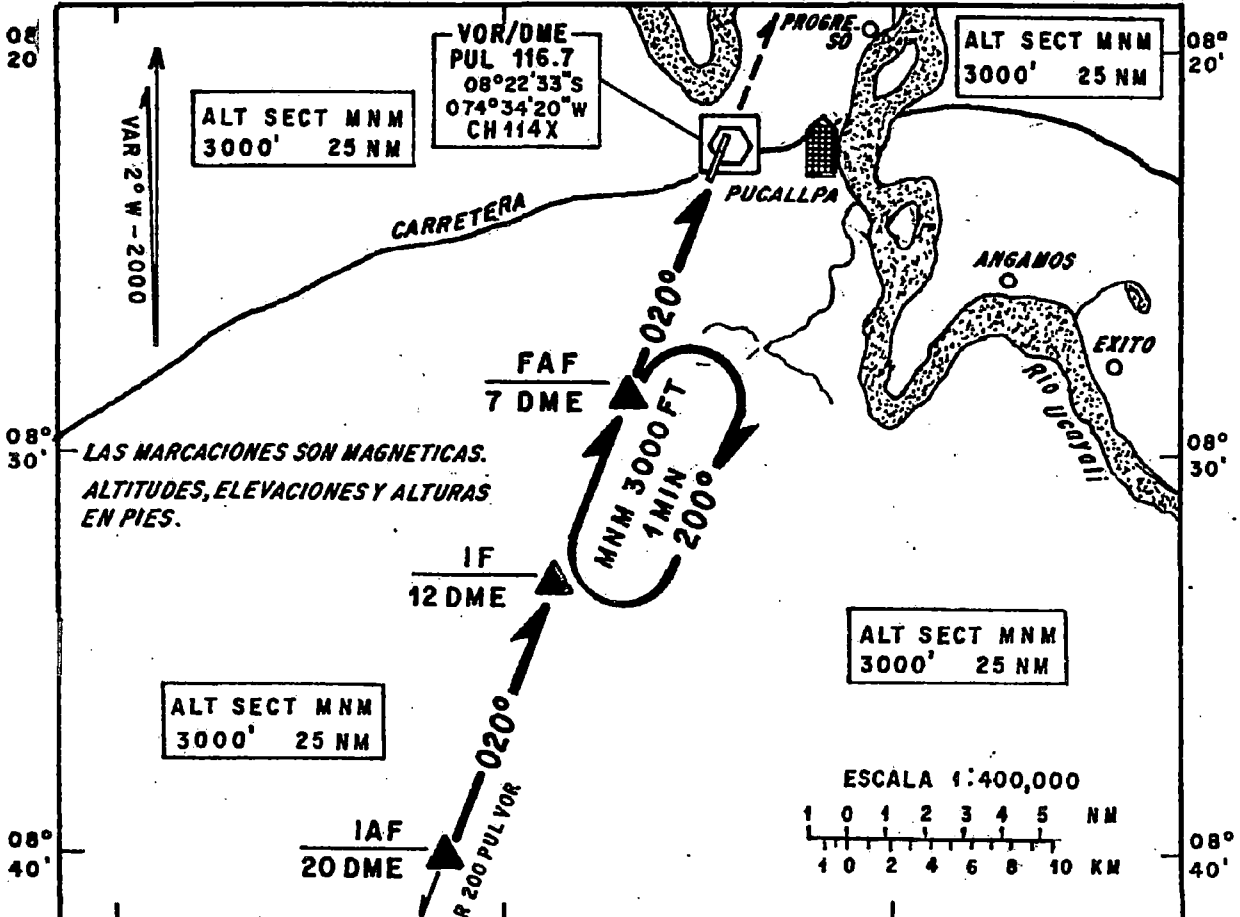 08°
20'
VAR 2° W - 2000
ALT SECT MNM
3000' 25 NM
VOR/DME
PUL 116.7
08°22'33"S
074°34'20"W
CH 114X
PROGRE-
SO
ALT SECT MNM
3000' 25 NM
08°
20'
CARRETERA
PUCALLPA
ANGAMOS
EXITO
Rio Ucayali
020°
FAF
7 DME
MNM 3000 FT
1 MIN
200°
08°
30'
LAS MARCACIONES SON MAGNETICAS.
ALTITUDES, ELEVACIONES Y ALTURAS
EN PIES.
08°
30'
IF
12 DME
ALT SECT MNM
3000' 25 NM
ALT SECT MNM
3000' 25 NM
020°
R 200 PUL VOR
IAF
20 DME
ESCALA 1:400,000
1 0 1 2 3 4 5 NM
1 0 2 4 6 8 10 KM
08°
40'
08°
40'